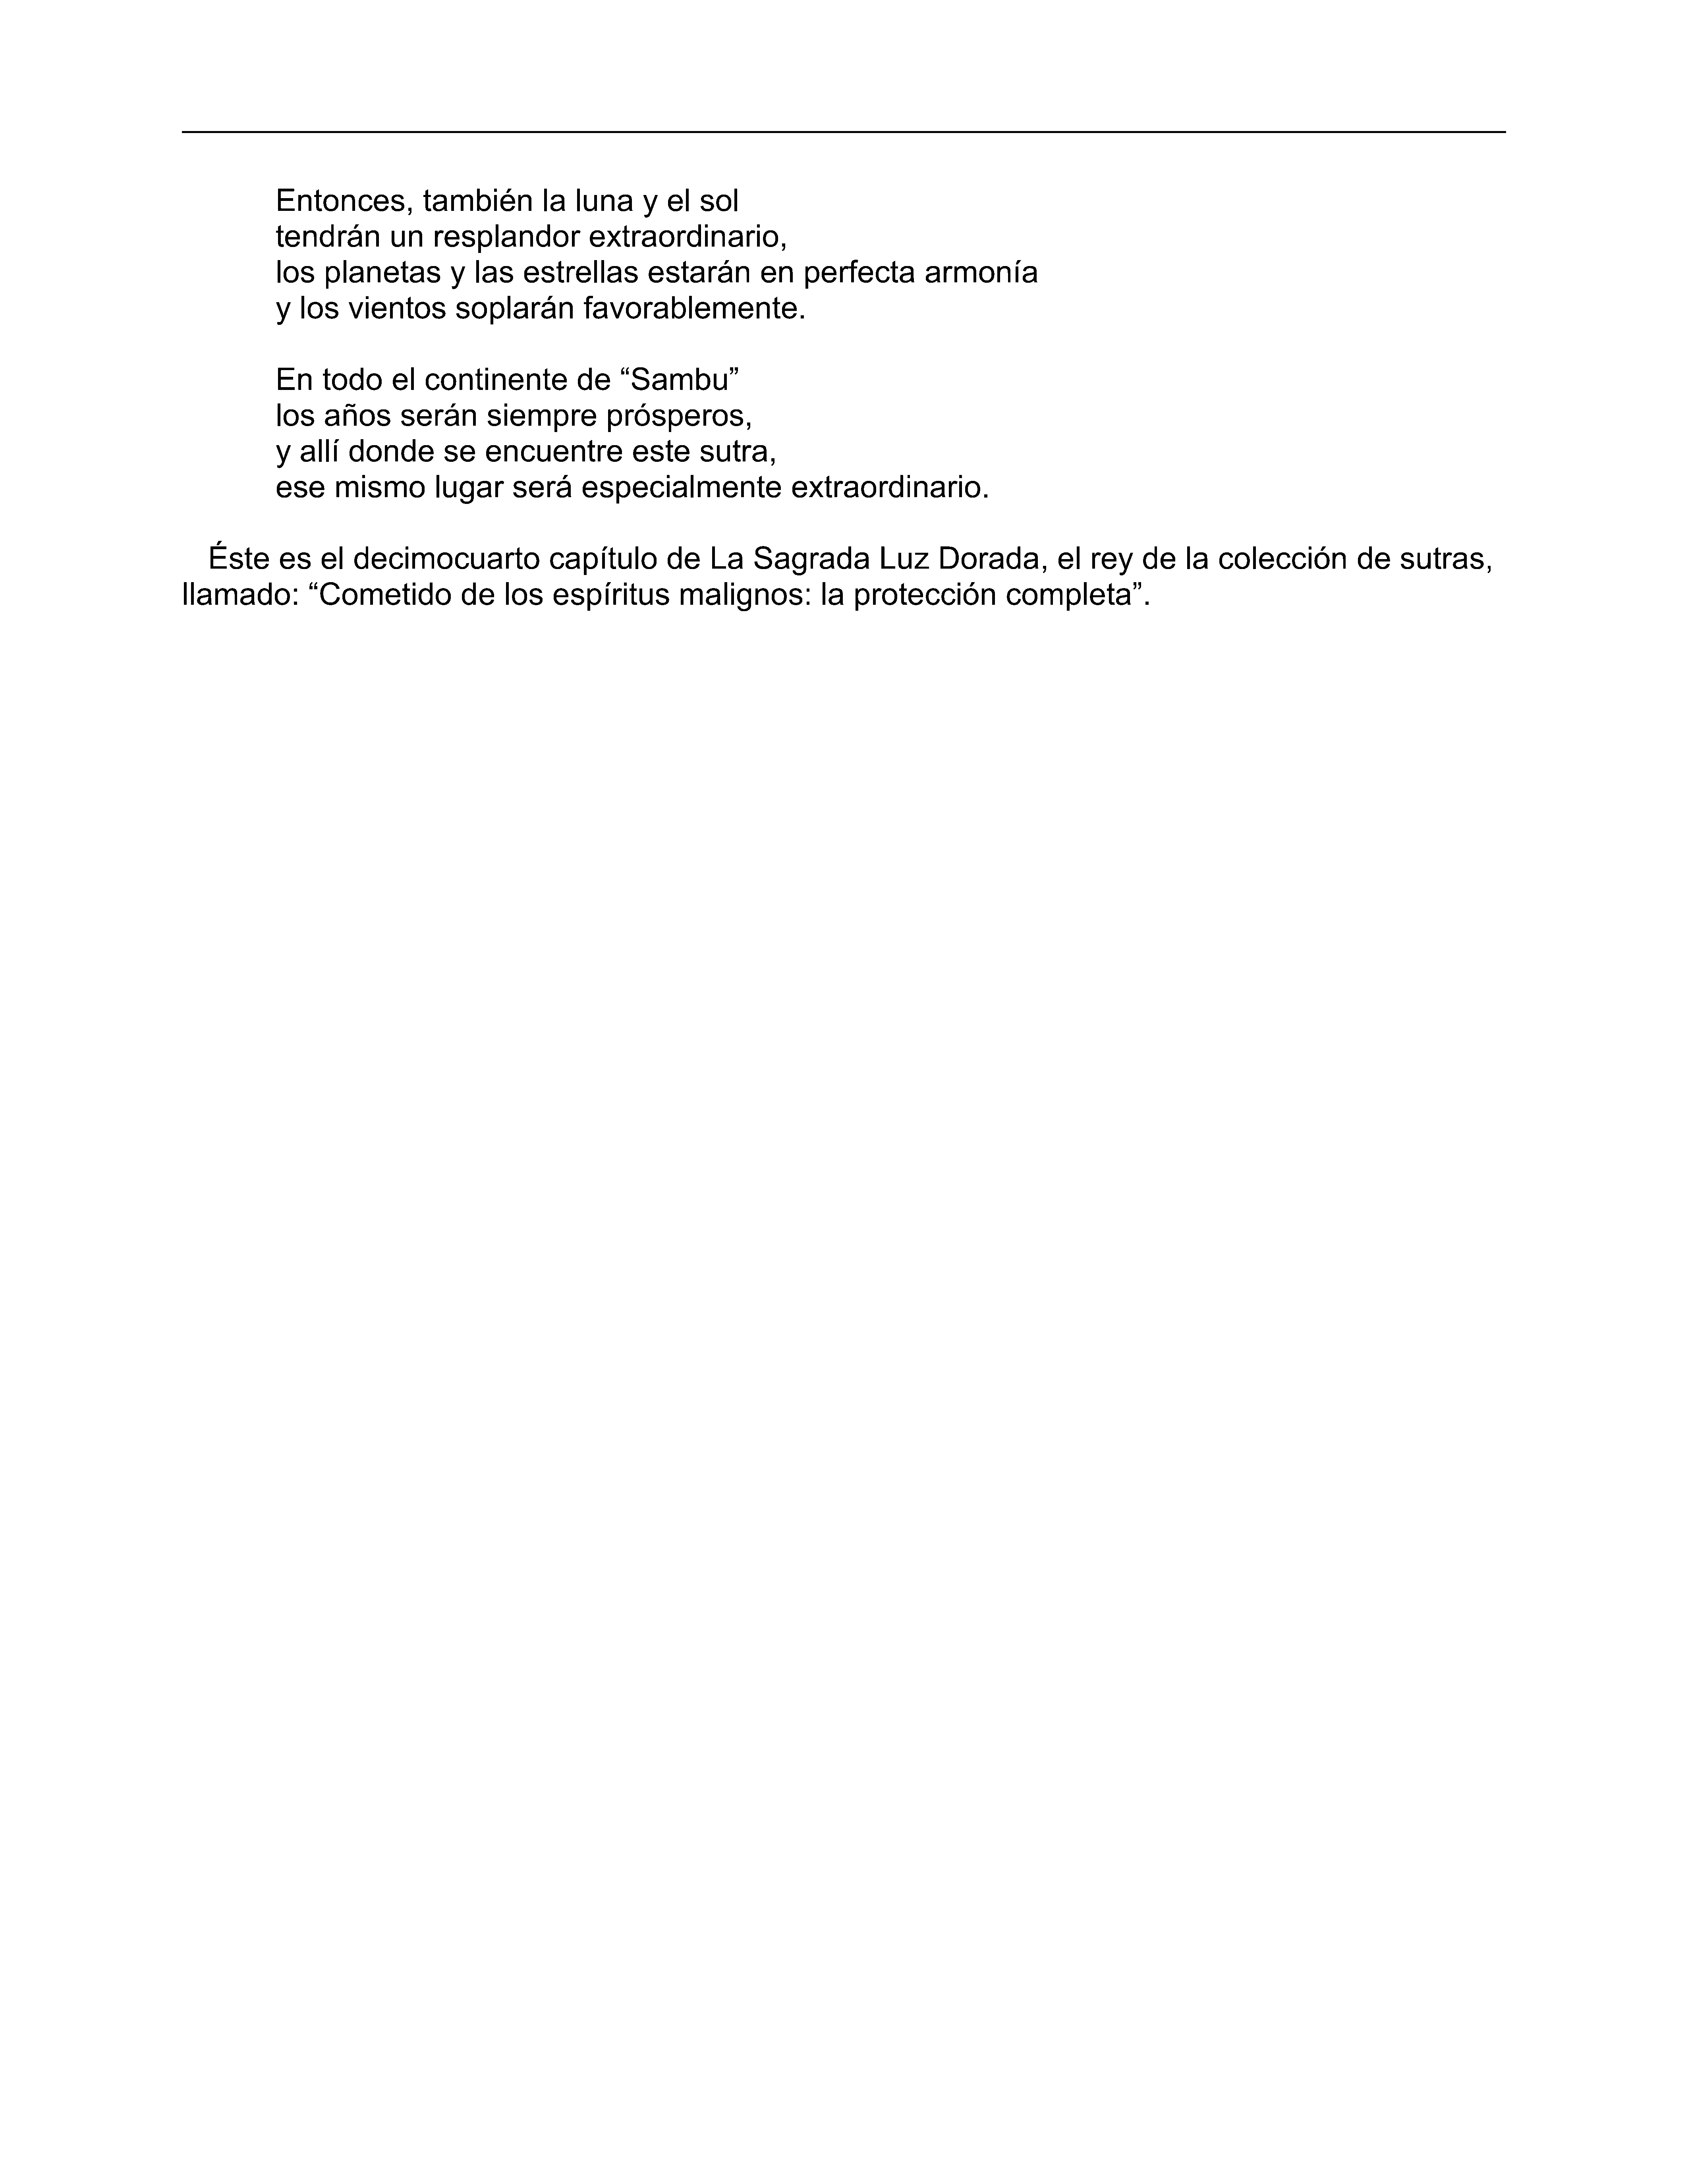 Entonces, también la luna y el sol
tendrán un resplandor extraordinario,
los planetas y las estrellas estarán en perfecta armonía
y los vientos soplarán favorablemente.
En todo el continente de “Sambu”
los años serán siempre prósperos,
y allí donde se encuentre este sutra,
ese mismo lugar será especialmente extraordinario.
Éste es el decimocuarto capítulo de La Sagrada Luz Dorada, el rey de la colección de sutras,
llamado: “Cometido de los espíritus malignos: la protección completa”.